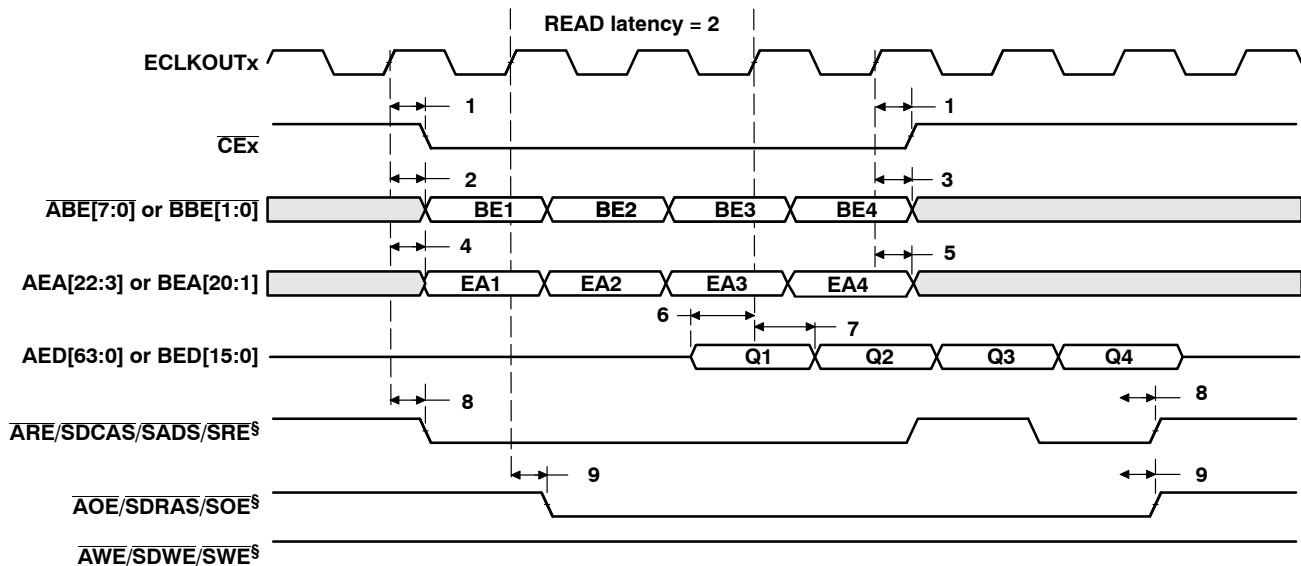 READ latency = 2
ECLKOUTx
1 1
CEx
2 3
ABE[7:0] or BBE[1:0] BE1 BE2 BE3 BE4
4 5
AEA[22:3] or BEA[20:1] EA1 EA2 EA3 EA4
6 7
AED[63:0] or BED[15:0] Q1 Q2 Q3 Q4
8 8
ARE/SDCAS/SADS/SRE§
9 9
AOE/SDRAS/SOE§
AWE/SDWE/SWE§